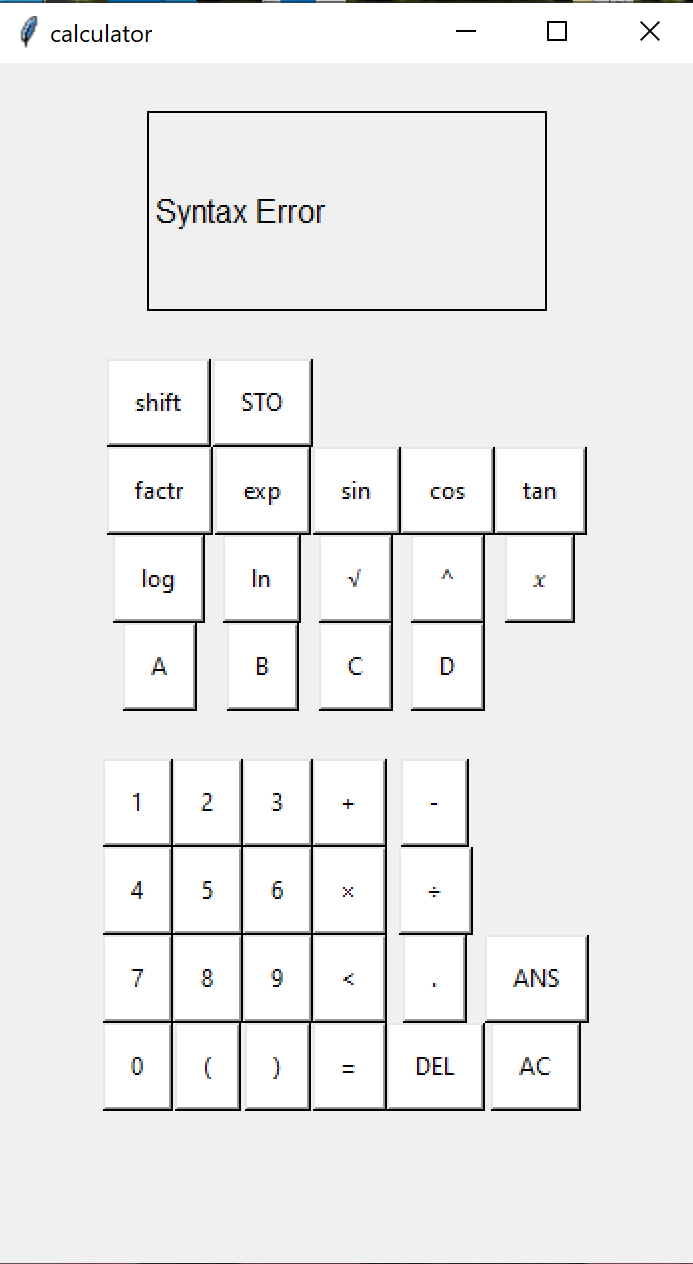 calculator
Syntax Error
shift STO
factr exp sin cos tan
log ln √ ^ x
A B C D
1 2 3 + -
4 5 6 × ÷
7 8 9 < . ANS
0 ( ) = DEL AC